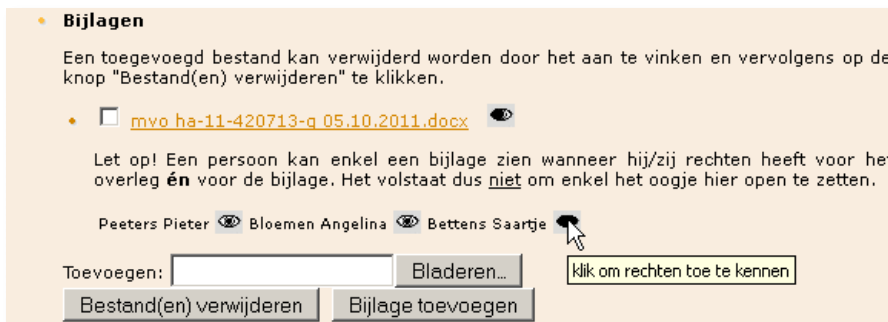 Bijlagen
Een toegevoegd bestand kan verwijderd worden door het aan te vinken en vervolgens op de
knop "Bestand(en) verwijderen" te klikken.
mvo ha-11-420713-g 05.10.2011.docx
Let op! Een persoon kan enkel een bijlage zien wanneer hij/zij rechten heeft voor het
overleg én voor de bijlage. Het volstaat dus niet om enkel het oogje hier open te zetten.
Peeters Pieter Bloemen Angelina Bettens Saartje
klik om rechten toe te kennen
Toevoegen: Bladeren...
Bestand(en) verwijderen Bijlage toevoegen